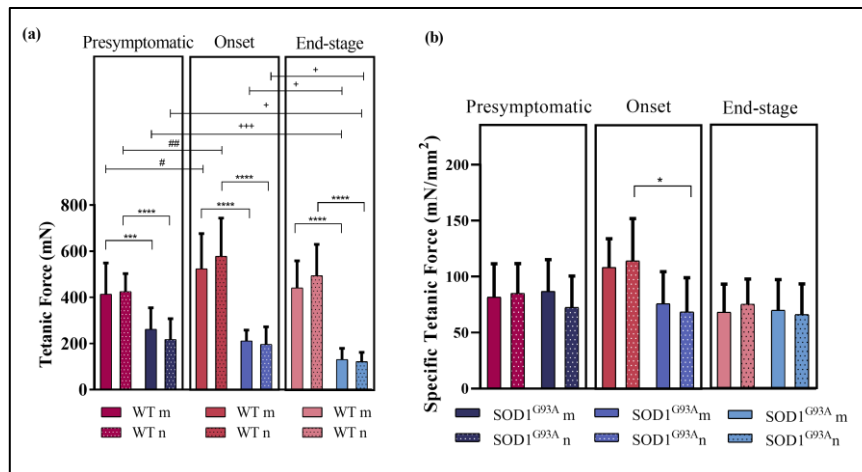 (a)
Presymptomatic Onset End-stage
+
+
+
+++
##
#
****
**** **** ****
*** ****
800
600
400
200
0
Tetanic Force (mN)
WT m WT m WT m
WT n WT n WT n
(b)
Presymptomatic Onset End-stage
*
200
150
100
50
0
Specific Tetanic Force (mN/mm²)
SOD1ᴳ⁹³ᴬ m SOD1ᴳ⁹³ᴬ m SOD1ᴳ⁹³ᴬ m
SOD1ᴳ⁹³ᴬ n SOD1ᴳ⁹³ᴬ n SOD1ᴳ⁹³ᴬ n